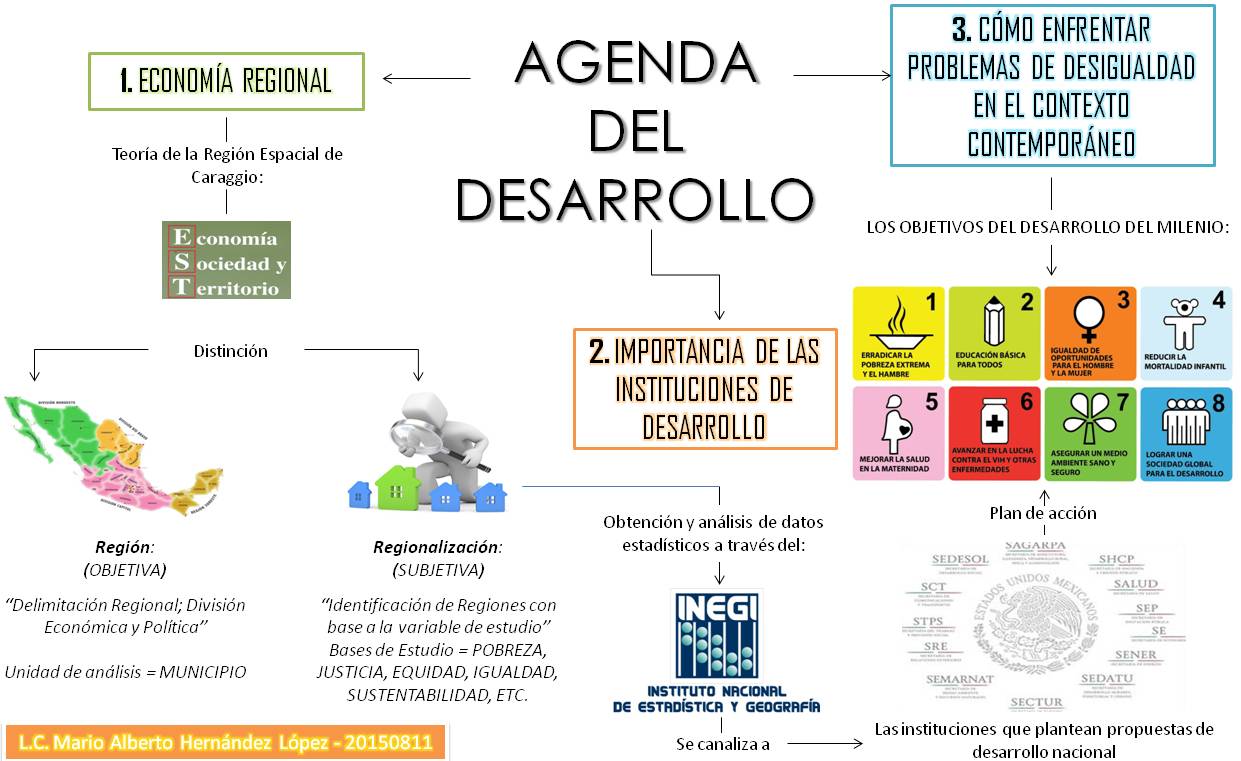 AGENDA
DEL
DESARROLLO
1. ECONOMÍA REGIONAL
Teoría de la Región Espacial de
Caraggio:
Economía
Sociedad y
Territorio
Distinción
DIVISIÓN CAPITEL
Región:
(OBJETIVA)
“Delimitación Regional; División
Económica y Política”
Unidad de análisis = MUNICIPIO
Regionalización:
(SUBJETIVA)
“Identificación de Regiones con
base a la variable de estudio”
Bases de Estudio = POBREZA,
JUSTICIA, EQUIDAD, IGUALDAD,
SUSTENTABILIDAD, ETC.
2. IMPORTANCIA DE LAS
INSTITUCIONES DE
DESARROLLO
Obtención y análisis de datos
estadísticos a través del:
INEGI
INSTITUTO NACIONAL
DE ESTADÍSTICA Y GEOGRAFÍA
Se canaliza a
Las instituciones que plantean propuestas de
desarrollo nacional
SAGARPA
SEDESOL
SHCP
SCT
SALUD
STPS
SEP
SRE
SE
SENER
SEMARNAT
SEDATU
SECTUR
ESTADOS UNIDOS MEXICANOS
Plan de acción
3. CÓMO ENFRENTAR
PROBLEMAS DE DESIGUALDAD
EN EL CONTEXTO
CONTEMPORÁNEO
LOS OBJETIVOS DEL DESARROLLO DEL MILENIO:
1
ERRADICAR LA
POBREZA EXTREMA
Y EL HAMBRE
2
EDUCACIÓN BÁSICA
PARA TODOS
3
IGUALDAD DE
OPORTUNIDADES
PARA EL HOMBRE
Y LA MUJER
4
REDUCIR LA
MORTALIDAD INFANTIL
5
MEJORAR LA SALUD
EN LA MATERNIDAD
6
AVANZAR EN LA LUCHA
CONTRA EL VIH Y OTRAS
ENFERMEDADES
7
ASEGURAR UN MEDIO
AMBIENTE SANO Y
SEGURO
8
LOGRAR UNA
SOCIEDAD GLOBAL
PARA EL DESARROLLO
L.C. Mario Alberto Hernández López - 20150811